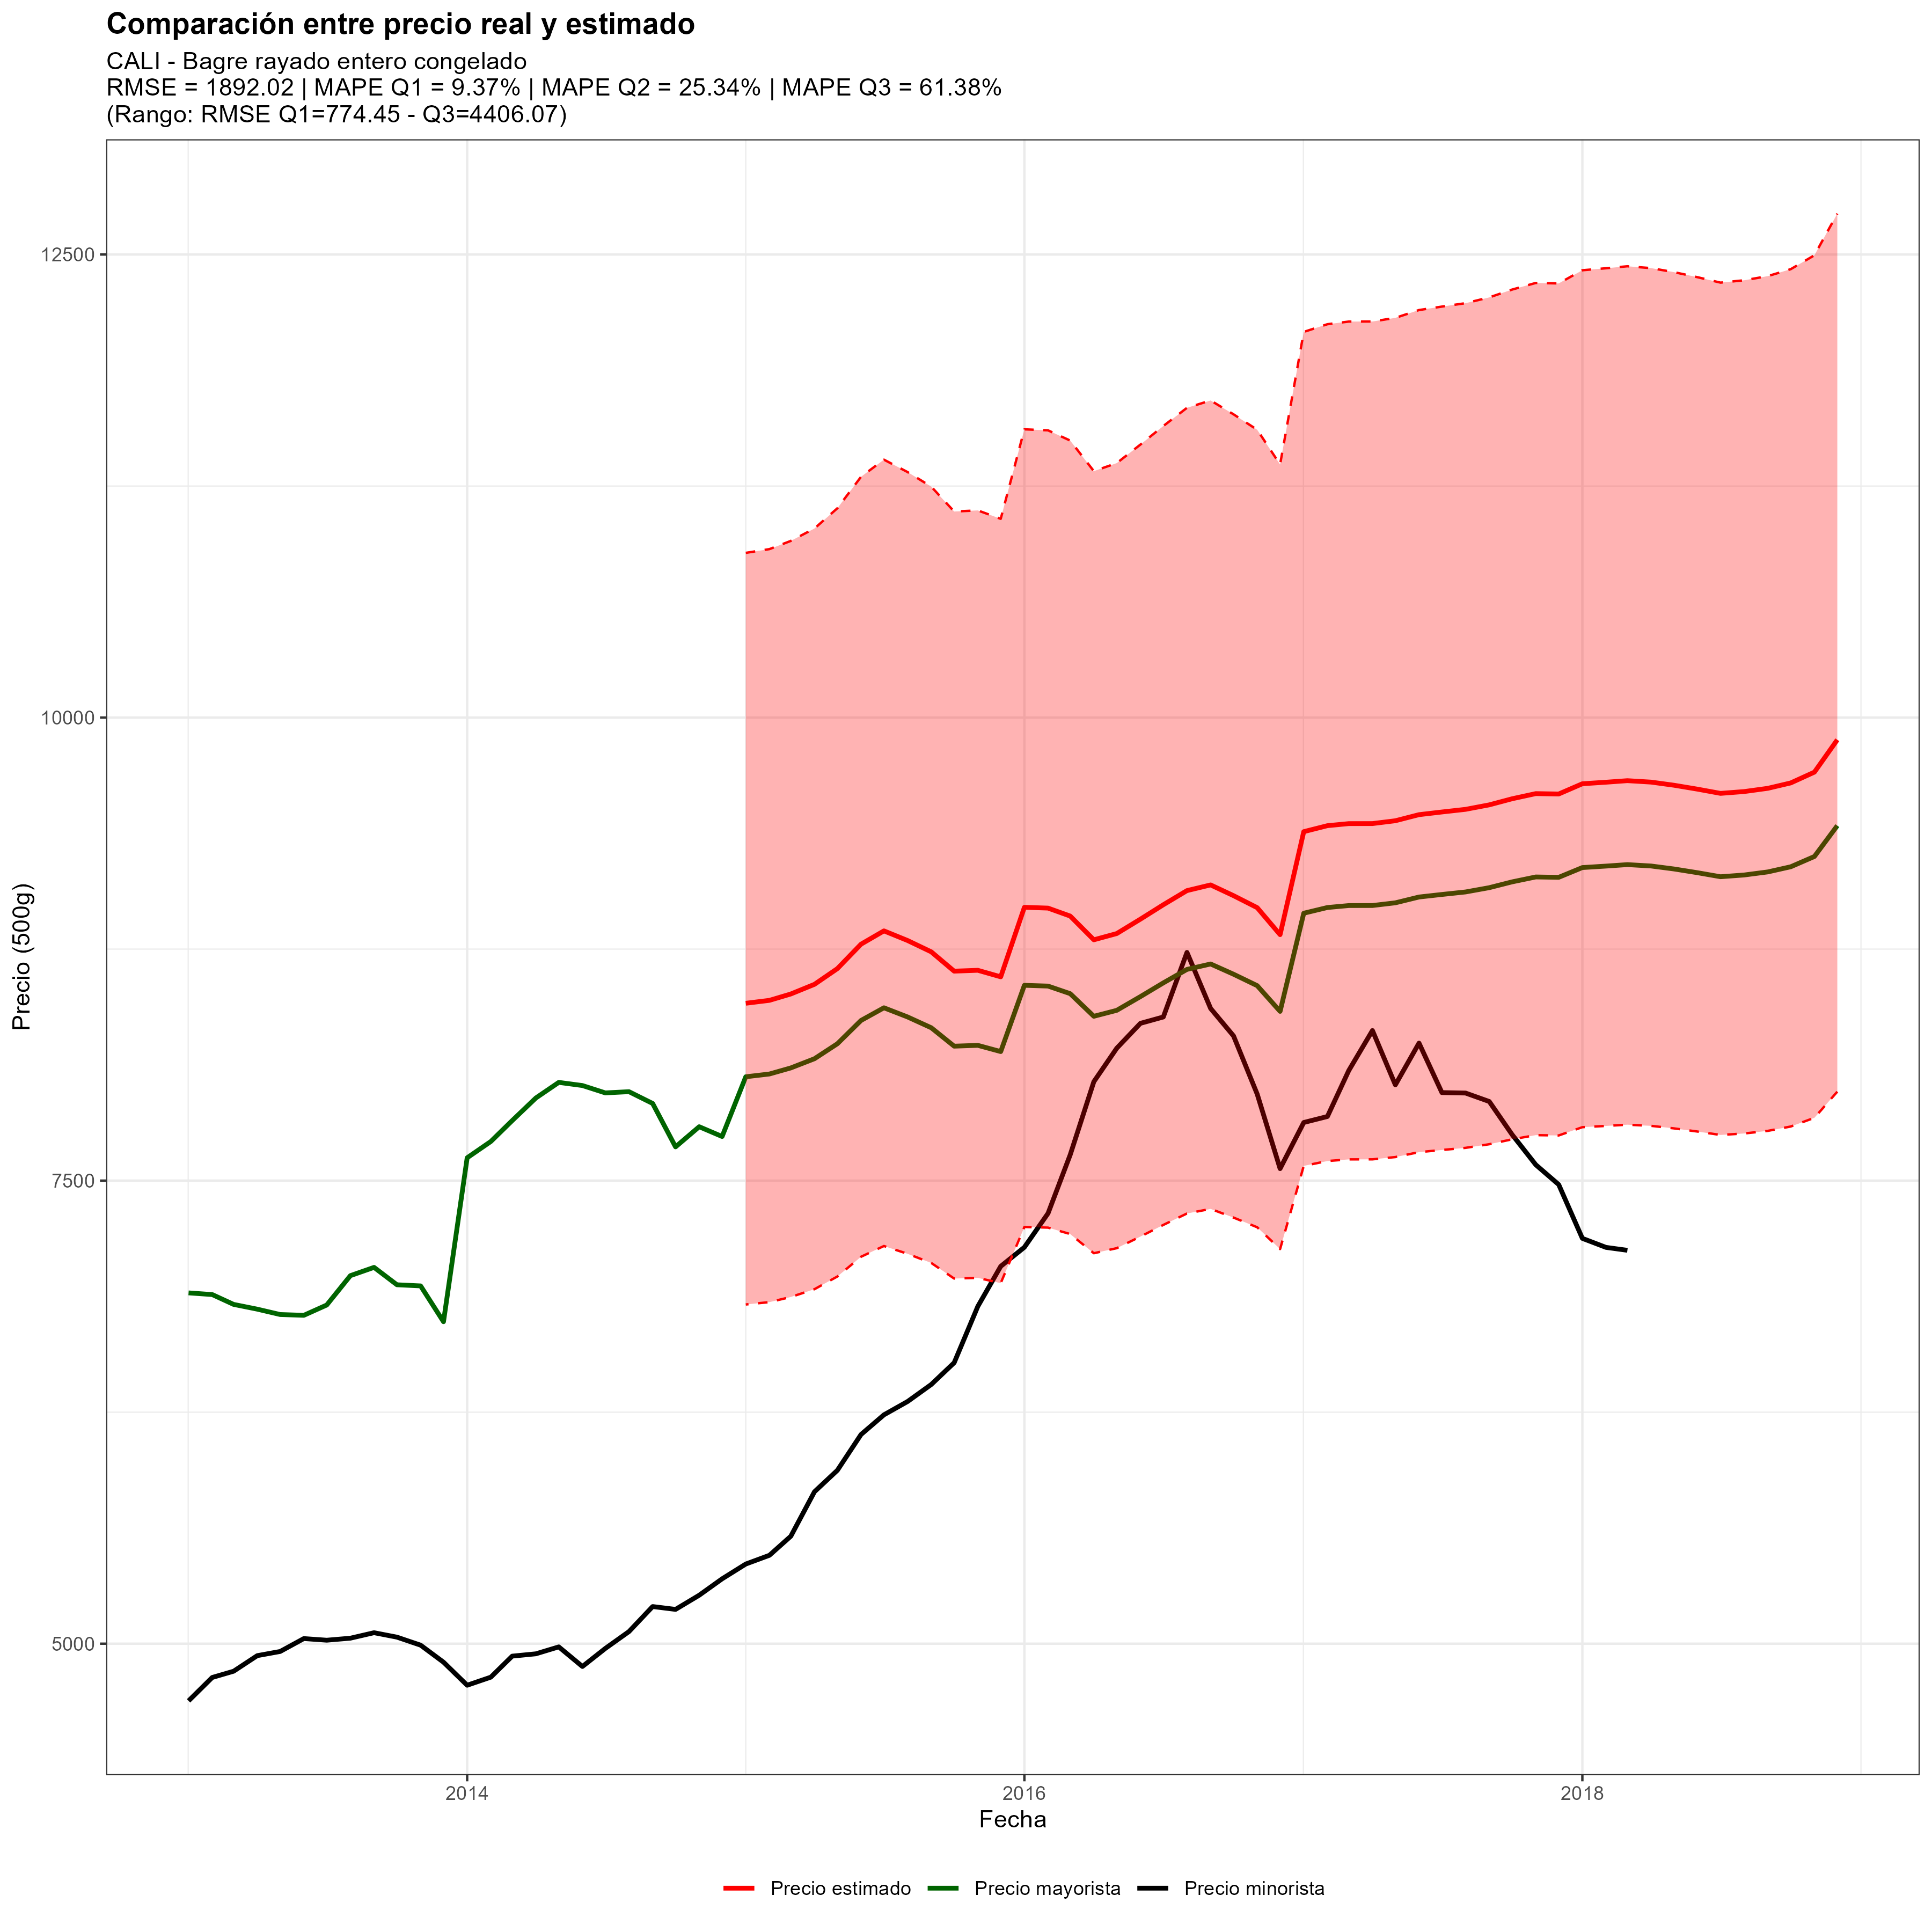 Comparación entre precio real y estimado
CALI - Bagre rayado entero congelado
RMSE = 1892.02 | MAPE Q1 = 9.37% | MAPE Q2 = 25.34% | MAPE Q3 = 61.38%
(Rango: RMSE Q1=774.45 - Q3=4406.07)
Precio (500g)
12500
10000
7500
5000
2014
2016
2018
Fecha
Precio estimado
Precio mayorista
Precio minorista